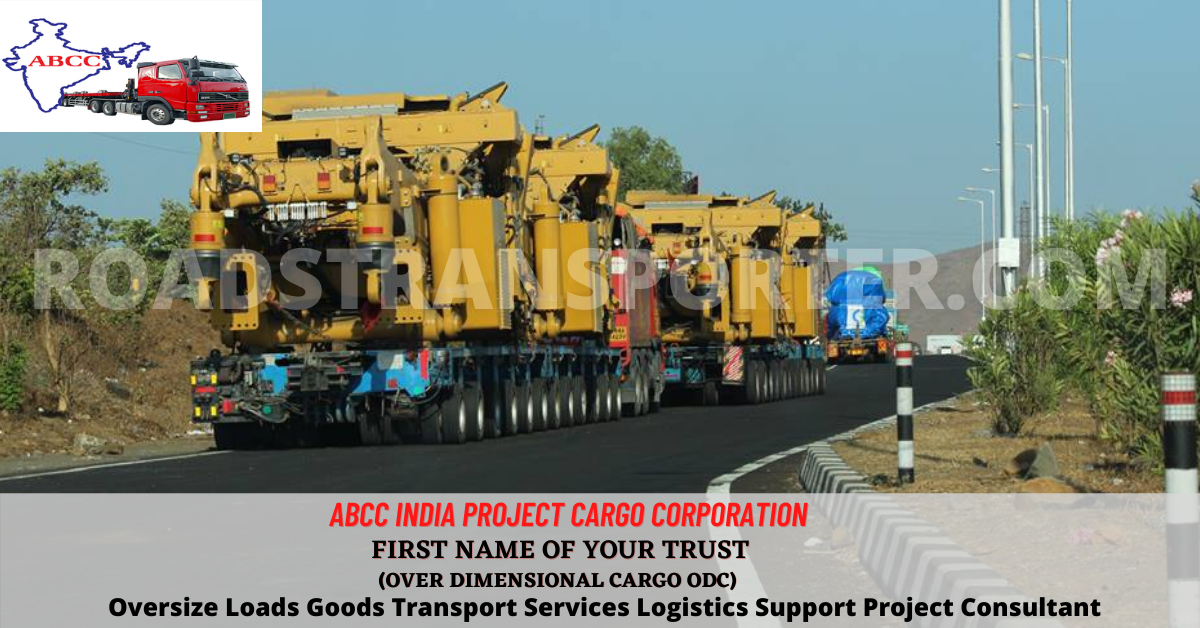 ABCC
ROADSTRANSPORTER.COM
ABCC INDIA PROJECT CARGO CORPORATION
FIRST NAME OF YOUR TRUST
(OVER DIMENSIONAL CARGO ODC)
Oversize Loads Goods Transport Services Logistics Support Project Consultant